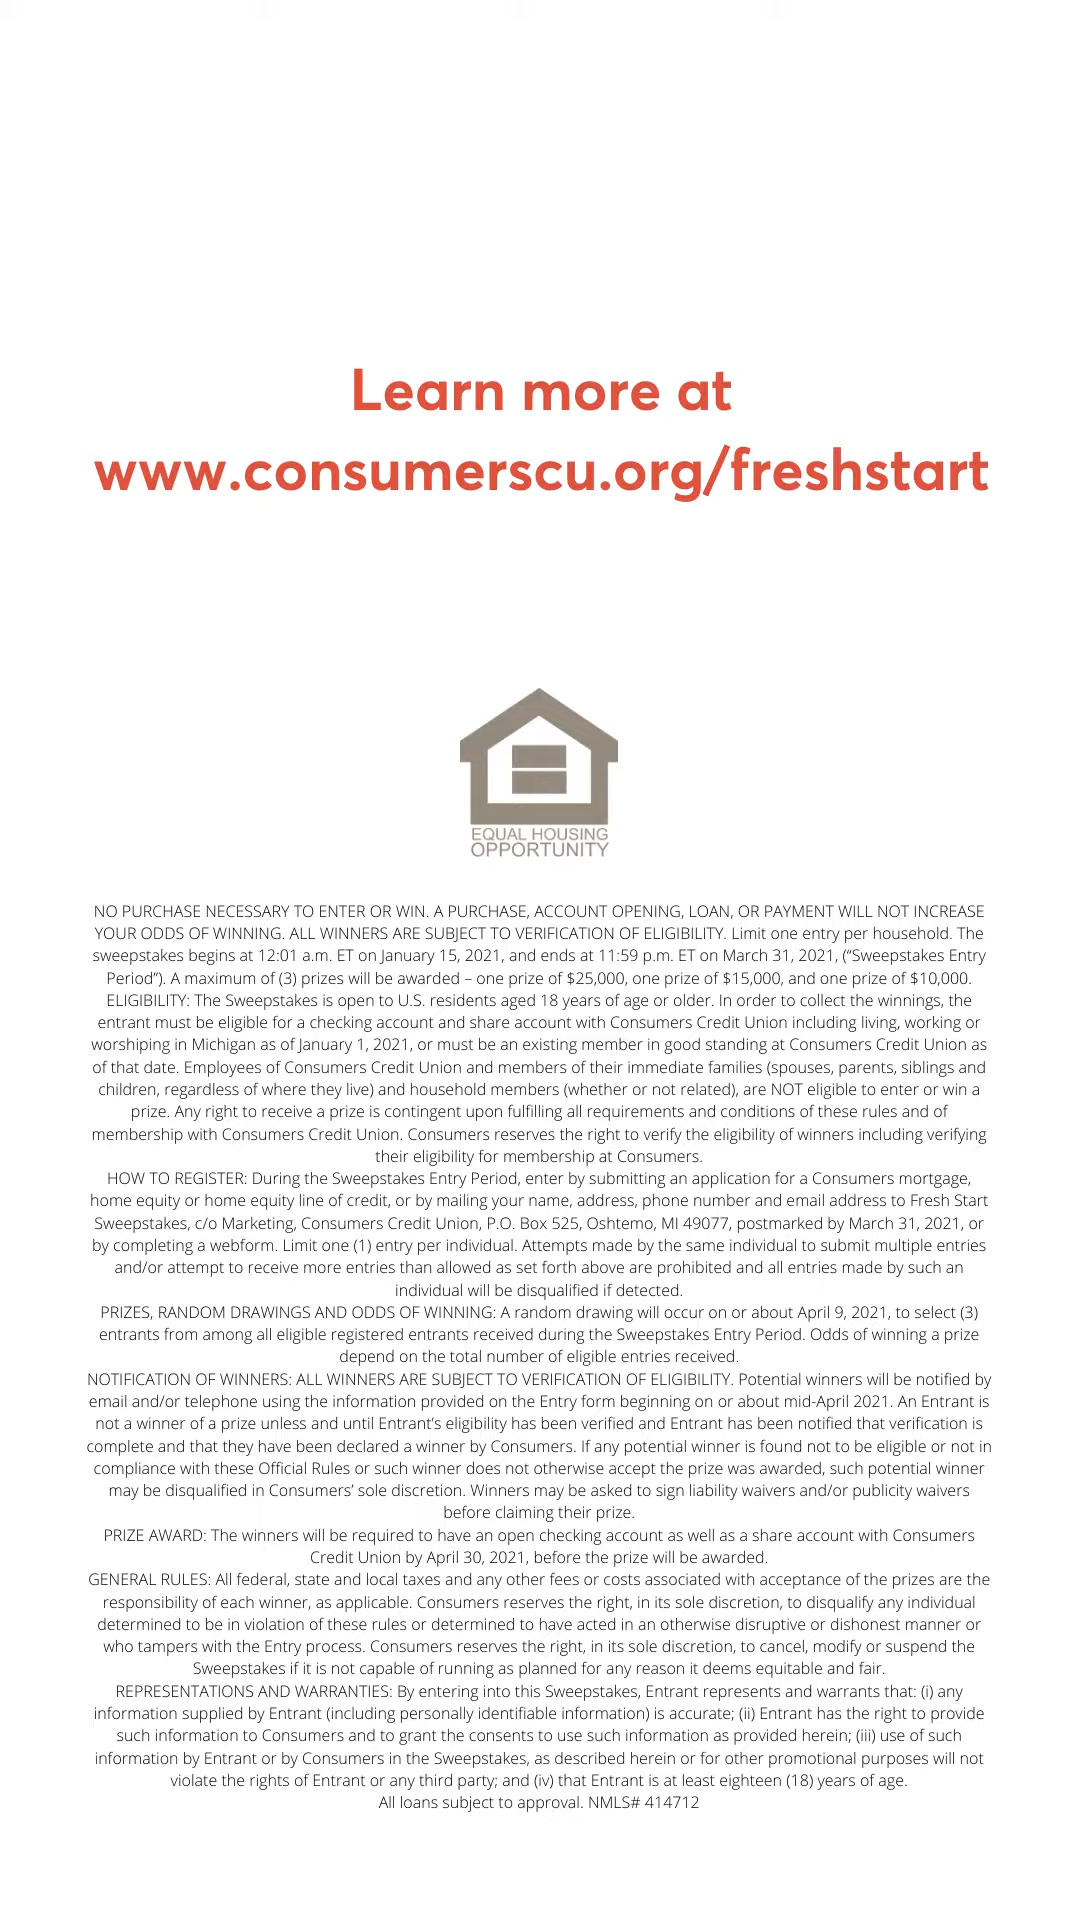 Learn more at
www.consumerscu.org/freshstart
EQUAL HOUSING
OPPORTUNITY
NO PURCHASE NECESSARY TO ENTER OR WIN. A PURCHASE, ACCOUNT OPENING, LOAN, OR PAYMENT WILL NOT INCREASE
YOUR ODDS OF WINNING. ALL WINNERS ARE SUBJECT TO VERIFICATION OF ELIGIBILITY. Limit one entry per household. The
sweepstakes begins at 12:01 a.m. ET on January 15, 2021, and ends at 11:59 p.m. ET on March 31, 2021, (“Sweepstakes Entry
Period”). A maximum of (3) prizes will be awarded – one prize of $25,000, one prize of $15,000, and one prize of $10,000.
ELIGIBILITY: The Sweepstakes is open to U.S. residents aged 18 years of age or older. In order to collect the winnings, the
entrant must be eligible for a checking account and share account with Consumers Credit Union including living, working or
worshiping in Michigan as of January 1, 2021, or must be an existing member in good standing at Consumers Credit Union as
of that date. Employees of Consumers Credit Union and members of their immediate families (spouses, parents, siblings and
children, regardless of where they live) and household members (whether or not related), are NOT eligible to enter or win a
prize. Any right to receive a prize is contingent upon fulfilling all requirements and conditions of these rules and of
membership with Consumers Credit Union. Consumers reserves the right to verify the eligibility of winners including verifying
their eligibility for membership at Consumers.
HOW TO REGISTER: During the Sweepstakes Entry Period, enter by submitting an application for a Consumers mortgage,
home equity or home equity line of credit, or by mailing your name, address, phone number and email address to Fresh Start
Sweepstakes, c/o Marketing, Consumers Credit Union, P.O. Box 525, Oshtemo, MI 49077, postmarked by March 31, 2021, or
by completing a webform. Limit one (1) entry per individual. Attempts made by the same individual to submit multiple entries
and/or attempt to receive more entries than allowed as set forth above are prohibited and all entries made by such an
individual will be disqualified if detected.
PRIZES, RANDOM DRAWINGS AND ODDS OF WINNING: A random drawing will occur on or about April 9, 2021, to select (3)
entrants from among all eligible registered entrants received during the Sweepstakes Entry Period. Odds of winning a prize
depend on the total number of eligible entries received.
NOTIFICATION OF WINNERS: ALL WINNERS ARE SUBJECT TO VERIFICATION OF ELIGIBILITY. Potential winners will be notified by
email and/or telephone using the information provided on the Entry form beginning on or about mid-April 2021. An Entrant is
not a winner of a prize unless and until Entrant’s eligibility has been verified and Entrant has been notified that verification is
complete and that they have been declared a winner by Consumers. If any potential winner is found not to be eligible or not in
compliance with these Official Rules or such winner does not otherwise accept the prize was awarded, such potential winner
may be disqualified in Consumers’ sole discretion. Winners may be asked to sign liability waivers and/or publicity waivers
before claiming their prize.
PRIZE AWARD: The winners will be required to have an open checking account as well as a share account with Consumers
Credit Union by April 30, 2021, before the prize will be awarded.
GENERAL RULES: All federal, state and local taxes and any other fees or costs associated with acceptance of the prizes are the
responsibility of each winner, as applicable. Consumers reserves the right, in its sole discretion, to disqualify any individual
determined to be in violation of these rules or determined to have acted in an otherwise disruptive or dishonest manner or
who tampers with the Entry process. Consumers reserves the right, in its sole discretion, to cancel, modify or suspend the
Sweepstakes if it is not capable of running as planned for any reason it deems equitable and fair.
REPRESENTATIONS AND WARRANTIES: By entering into this Sweepstakes, Entrant represents and warrants that: (i) any
information supplied by Entrant (including personally identifiable information) is accurate; (ii) Entrant has the right to provide
such information to Consumers and to grant the consents to use such information as provided herein; (iii) use of such
information by Entrant or by Consumers in the Sweepstakes, as described herein or for other promotional purposes will not
violate the rights of Entrant or any third party; and (iv) that Entrant is at least eighteen (18) years of age.
All loans subject to approval. NMLS# 414712